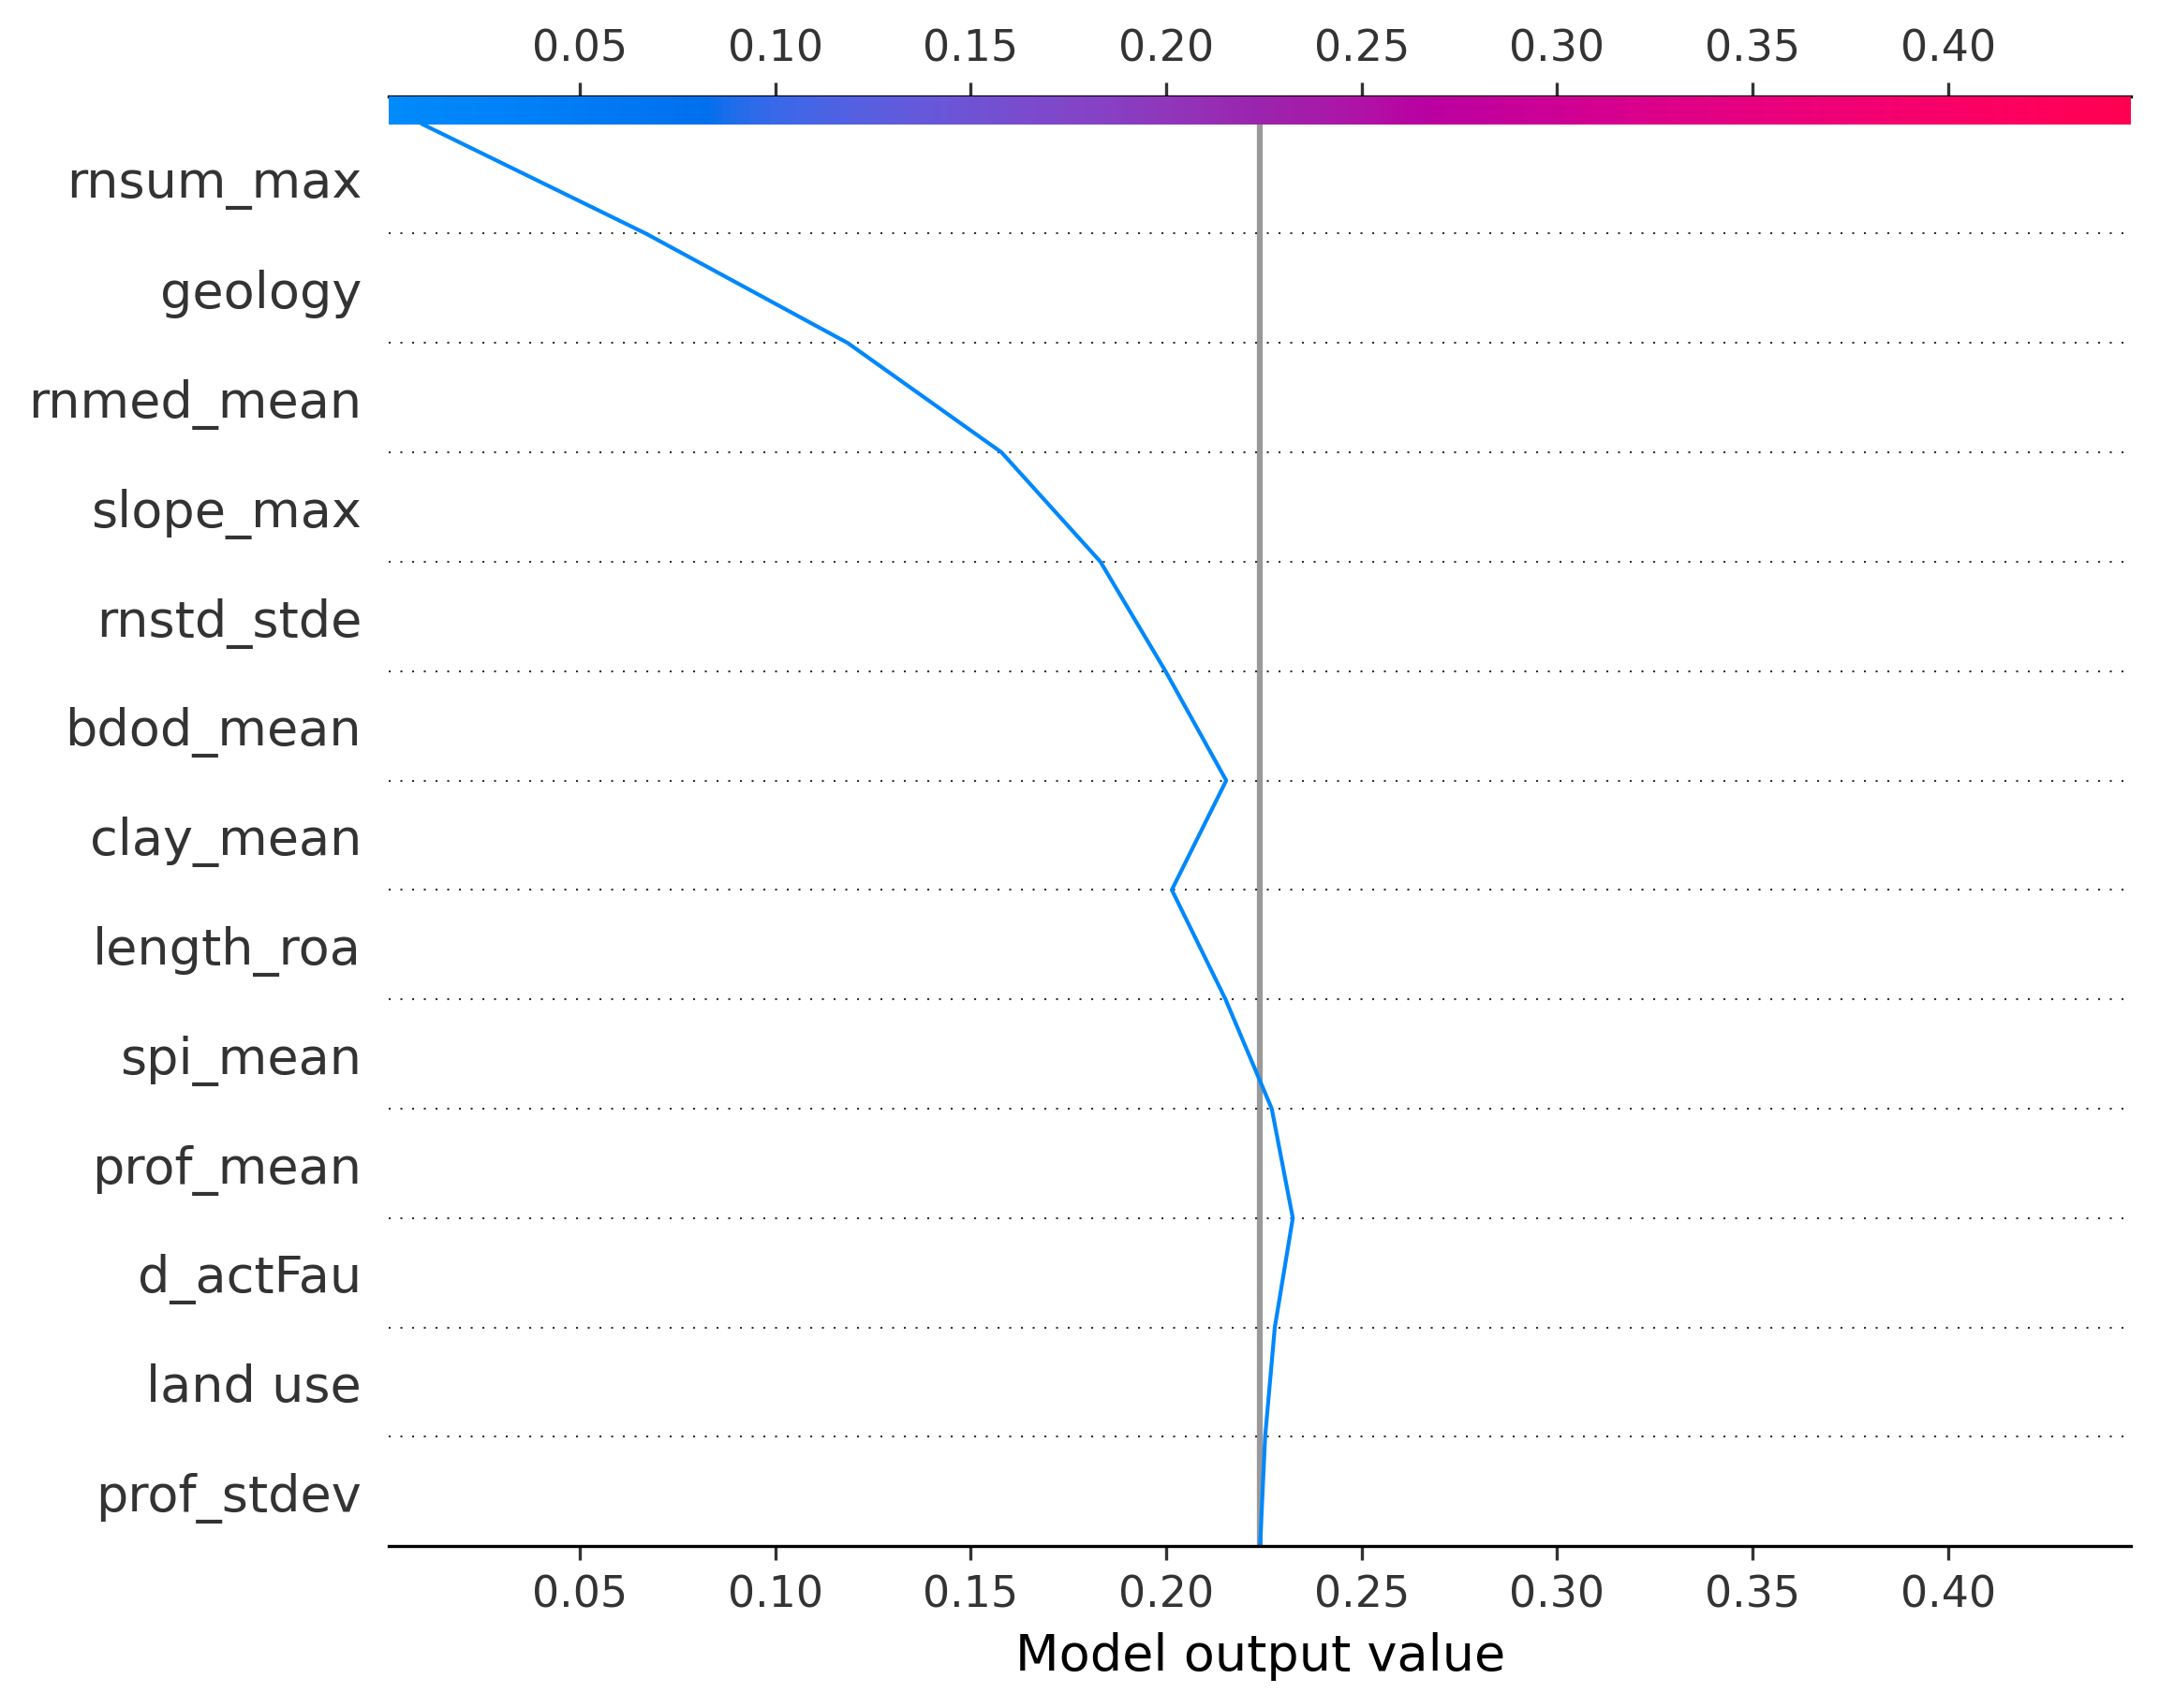 0.05 0.10 0.15 0.20 0.25 0.30 0.35 0.40
rnsum_max
geology
rnmed_mean
slope_max
rnstd_stde
bdod_mean
clay_mean
length_roa
spi_mean
prof_mean
d_actFau
land use
prof_stdev
0.05 0.10 0.15 0.20 0.25 0.30 0.35 0.40
Model output value